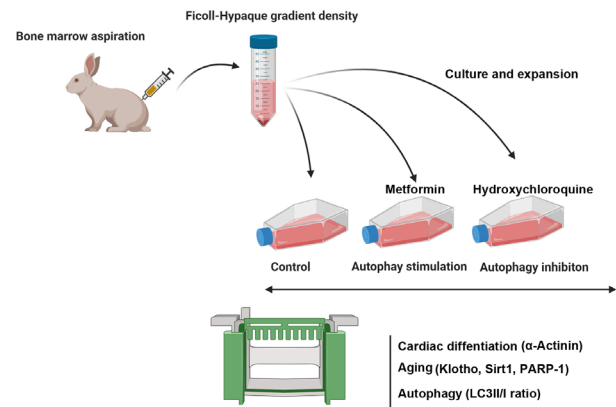 Ficoll-Hypaque gradient density
Bone marrow aspiration
Culture and expansion
Metformin
Hydroxychloroquine
Control
Autophay stimulation
Autophagy inhibiton
Cardiac diffentiation (α-Actinin)
Aging (Klotho, Sirt1, PARP-1)
Autophagy (LC3II/I ratio)